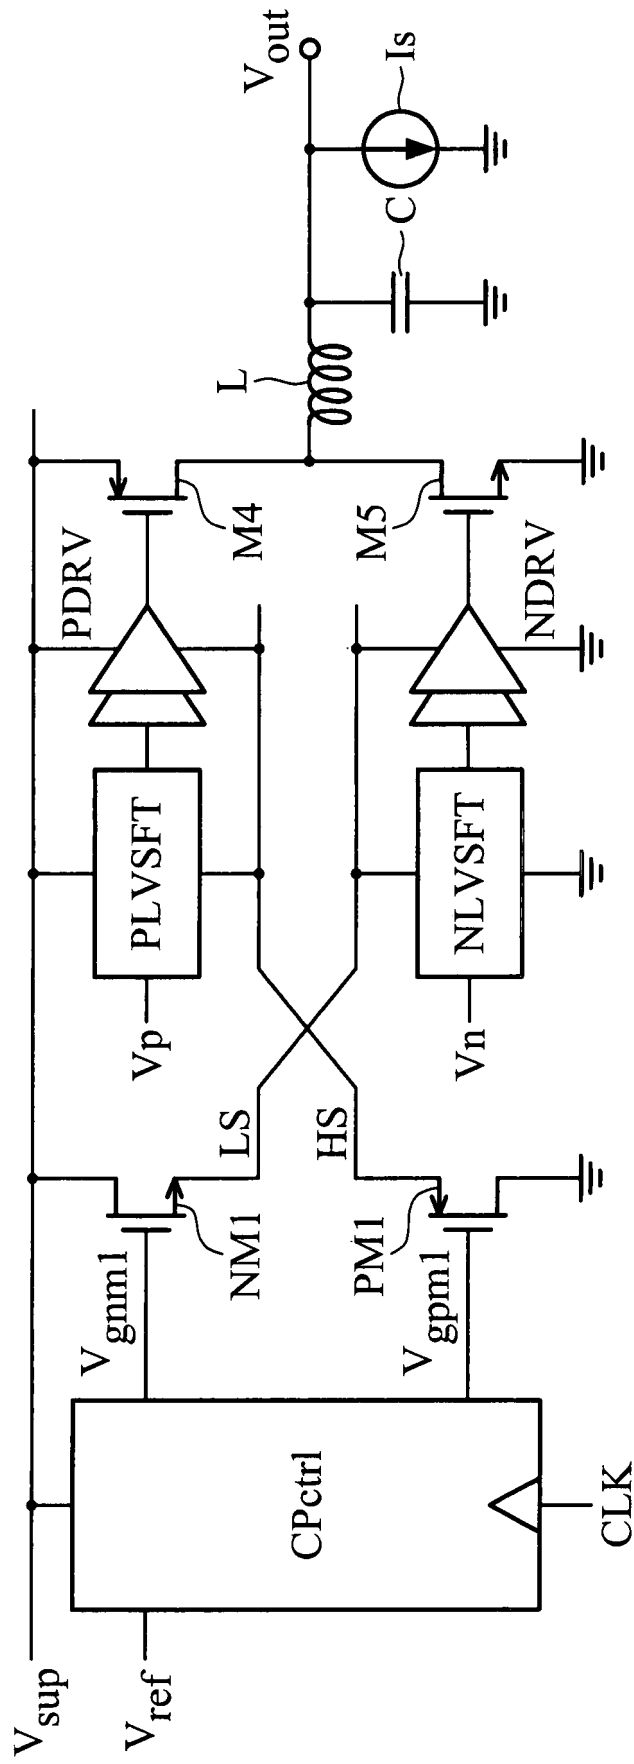 V_sup
V_ref
CPctrl
CLK
V_gnm1
V_gpm1
NM1
PM1
LS
HS
Vp
Vn
PLVSFT
NLVSFT
PDRV
NDRV
M4
M5
L
C
Is
V_out